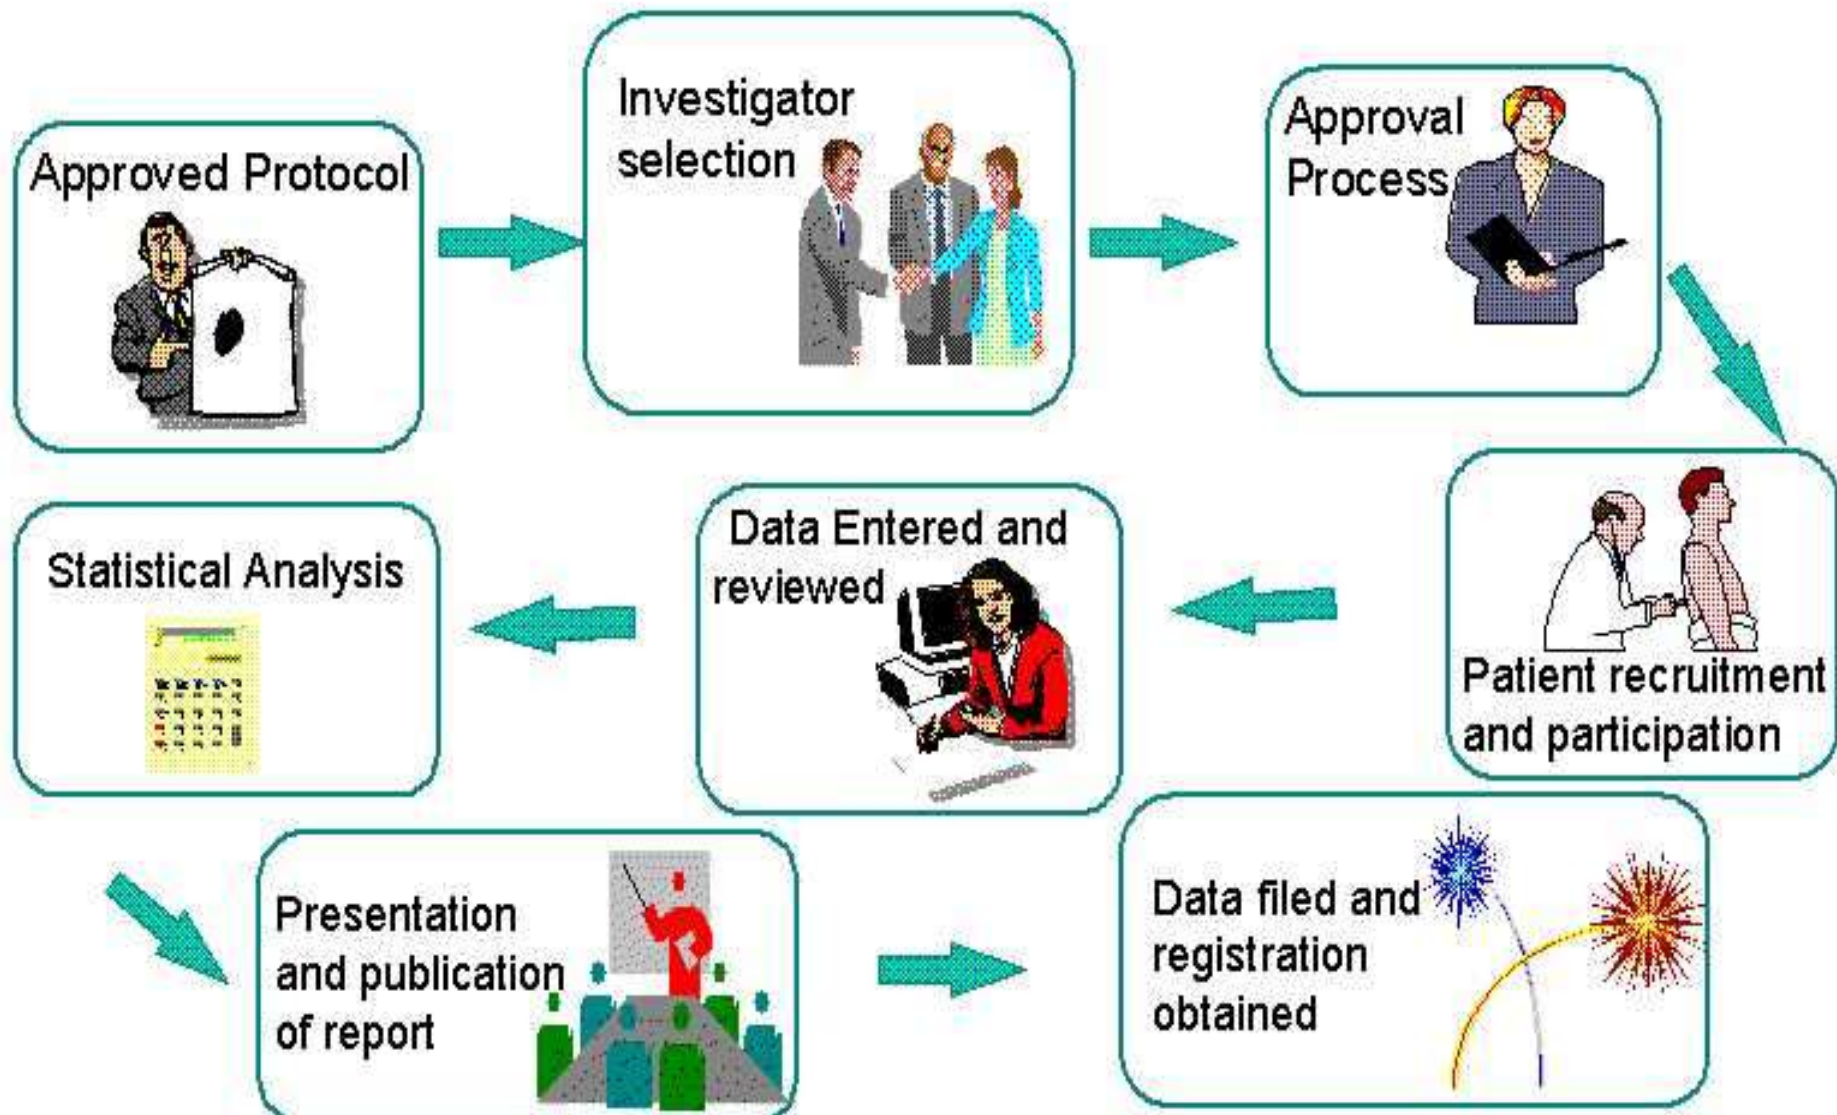 Approved Protocol
Investigator
selection
Approval
Process
Patient recruitment
and participation
Data Entered and
reviewed
Statistical Analysis
Presentation
and publication
of report
Data filed and
registration
obtained